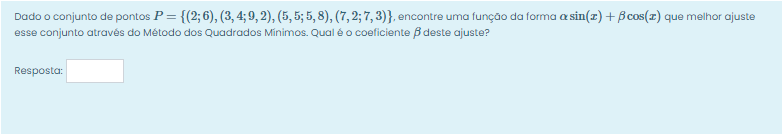 Dado o conjunto de pontos P = {(2; 6), (3, 4; 9, 2), (5, 5; 5, 8), (7, 2; 7, 3)}, encontre uma função da forma α sin(x) + β cos(x) que melhor ajuste
esse conjunto através do Método dos Quadrados Mínimos. Qual é o coeficiente β deste ajuste?
Resposta: